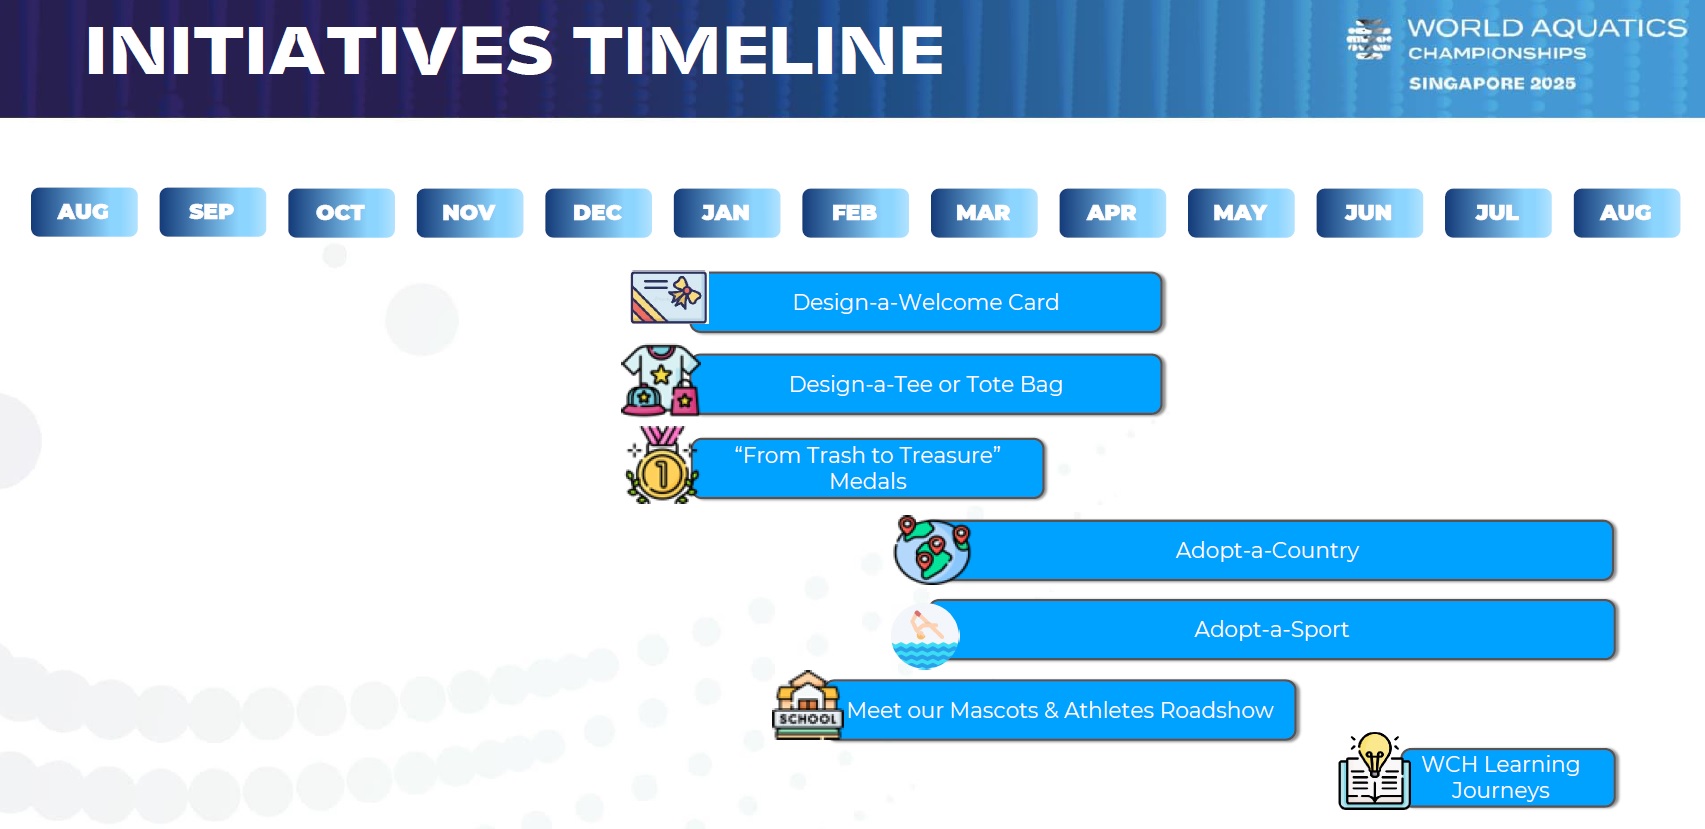 INITIATIVES TIMELINE
WORLD AQUATICS
CHAMPIONSHIPS
SINGAPORE 2025
AUG SEP OCT NOV DEC JAN FEB MAR APR MAY JUN JUL AUG
Design-a-Welcome Card
Design-a-Tee or Tote Bag
1
“From Trash to Treasure”
Medals
Adopt-a-Country
Adopt-a-Sport
SCHOOL
Meet our Mascots & Athletes Roadshow
WCH Learning
Journeys